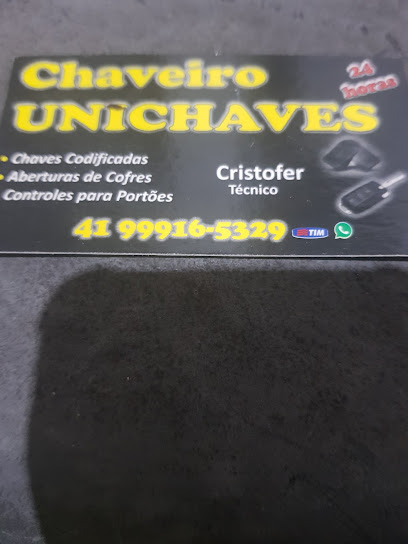 Chaveiro
24 horas
UNICHAVES
• Chaves Codificadas
• Aberturas de Cofres
Controles para Portões
Cristofer
Técnico
41 99916-5329 TIM